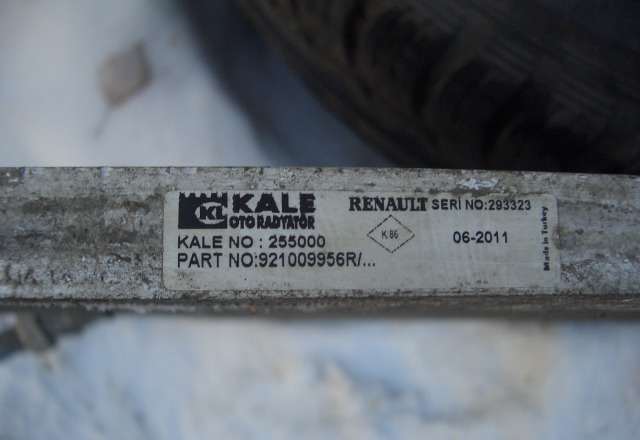 KL KALE
OTO RADYATÖR
RENAULT SERİ NO:293323
K 86
06-2011
KALE NO : 255000
PART NO:921009956R/...
Made in Turkey